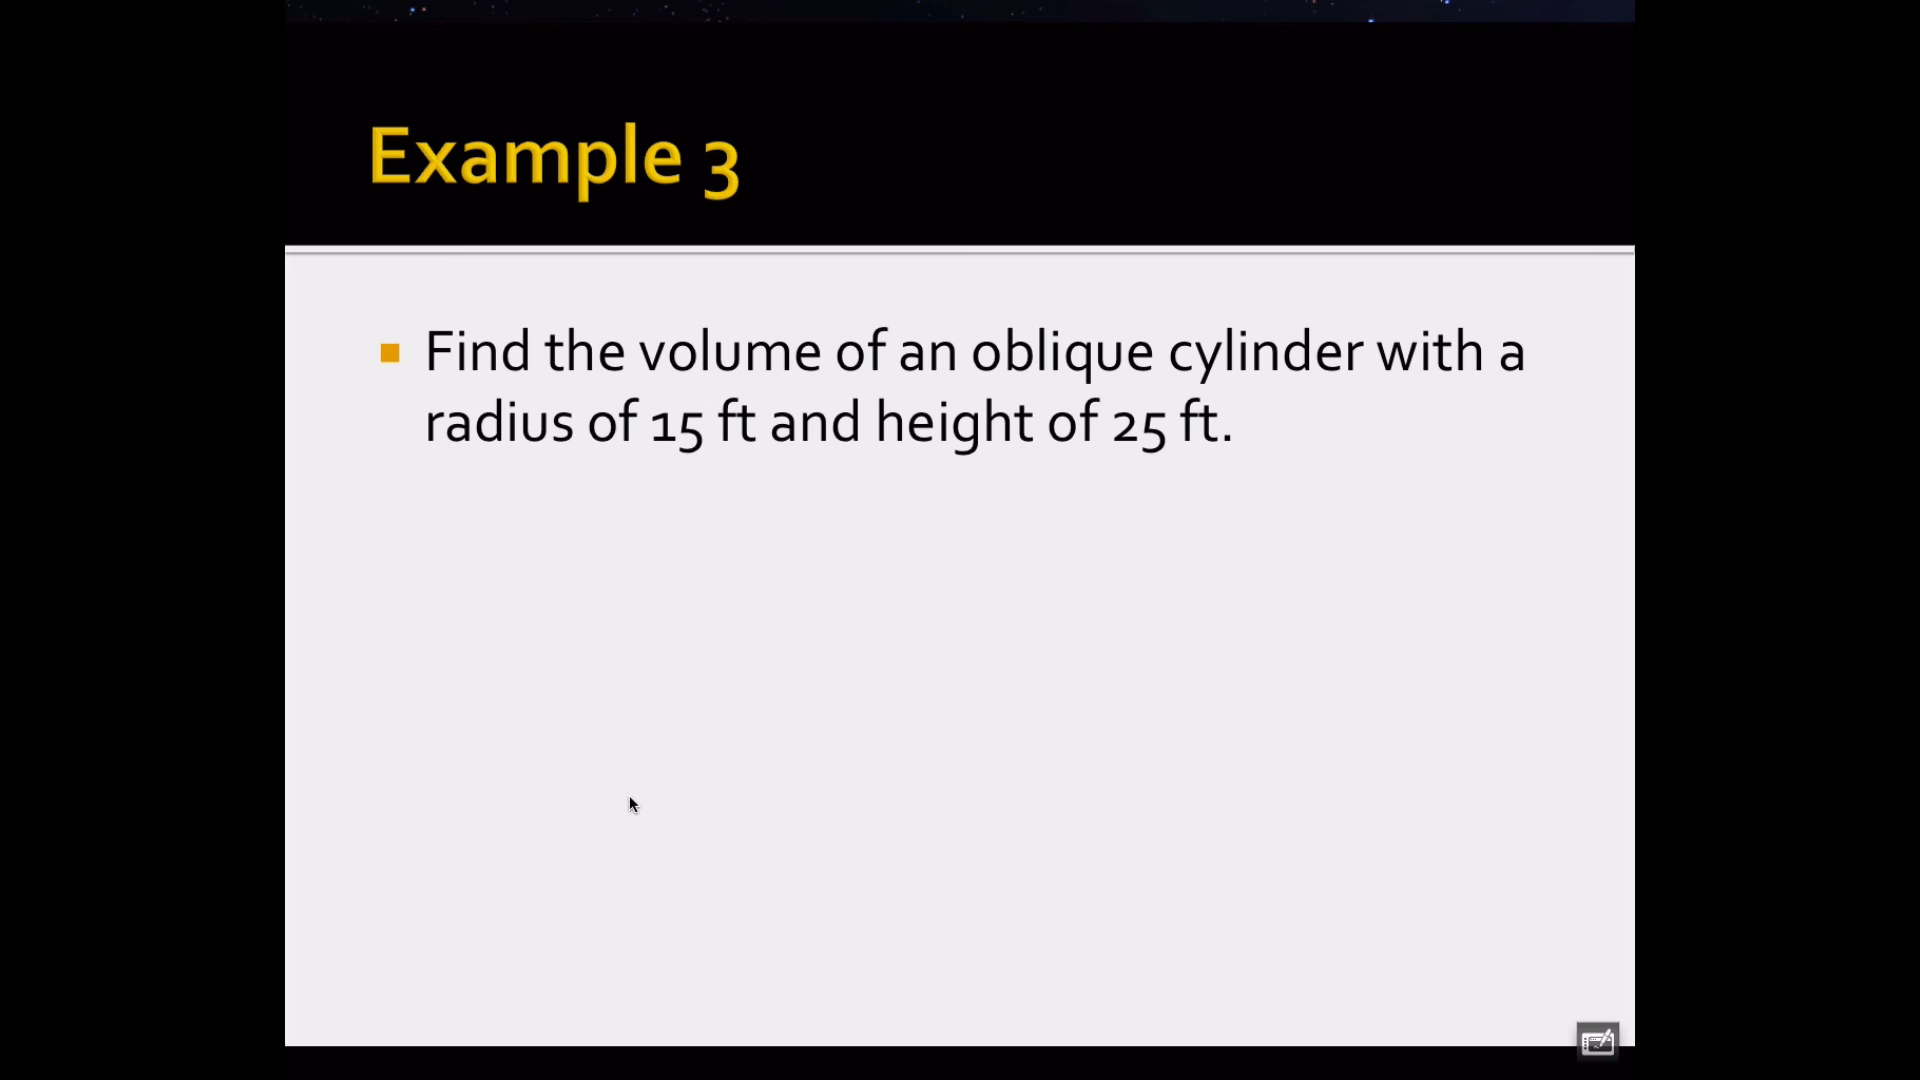 Example 3
Find the volume of an oblique cylinder with a
radius of 15 ft and height of 25 ft.